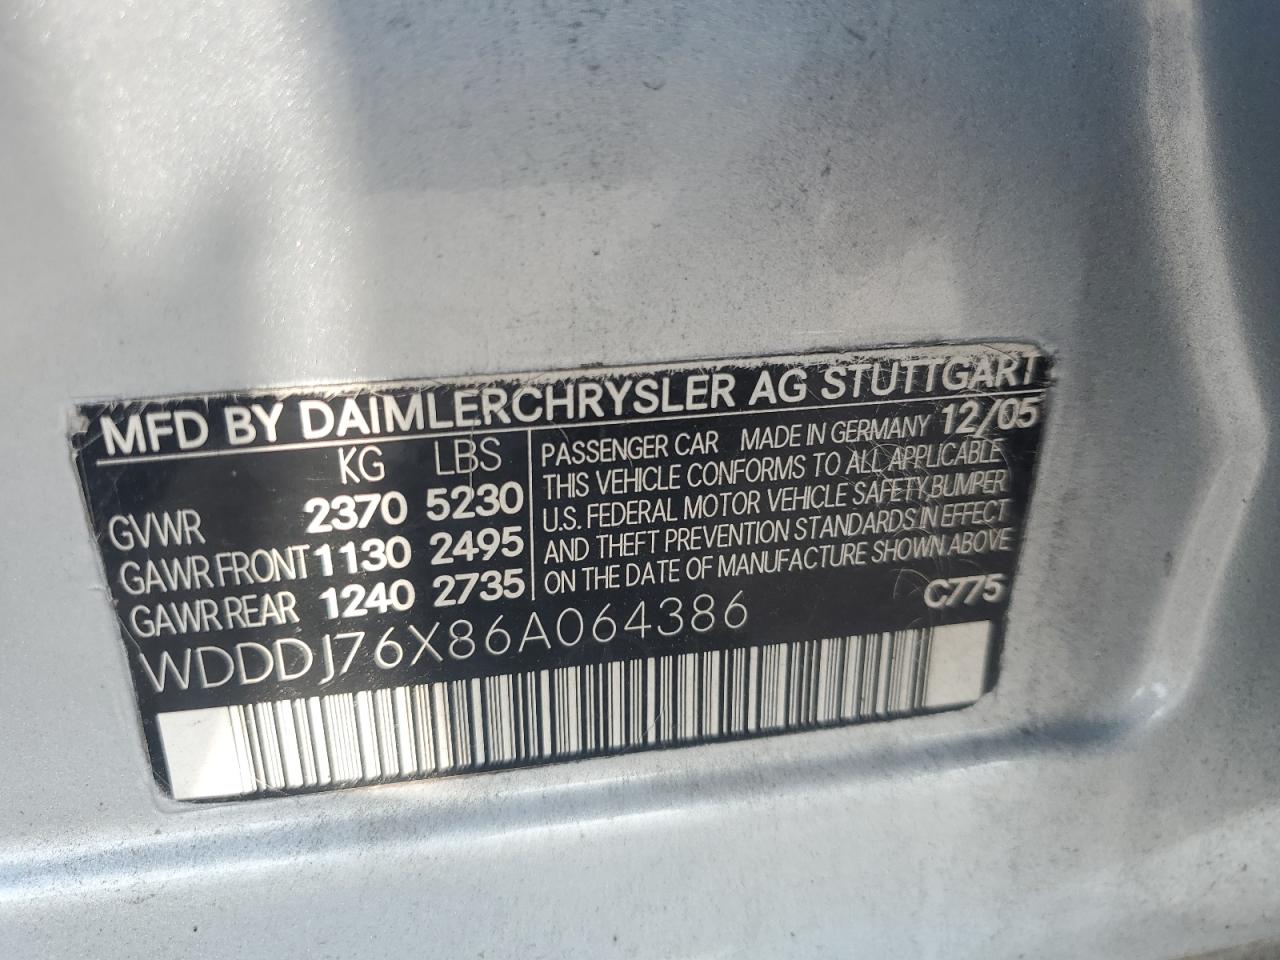 MFD BY DAIMLERCHRYSLER AG STUTTGART
KG LBS
GVWR 2370 5230
GAWR FRONT 1130 2495
GAWR REAR 1240 2735
PASSENGER CAR MADE IN GERMANY 12/05
THIS VEHICLE CONFORMS TO ALL APPLICABLE
U.S. FEDERAL MOTOR VEHICLE SAFETY, BUMPER
AND THEFT PREVENTION STANDARDS IN EFFECT
ON THE DATE OF MANUFACTURE SHOWN ABOVE
C775
WDDDJ76X86A064386